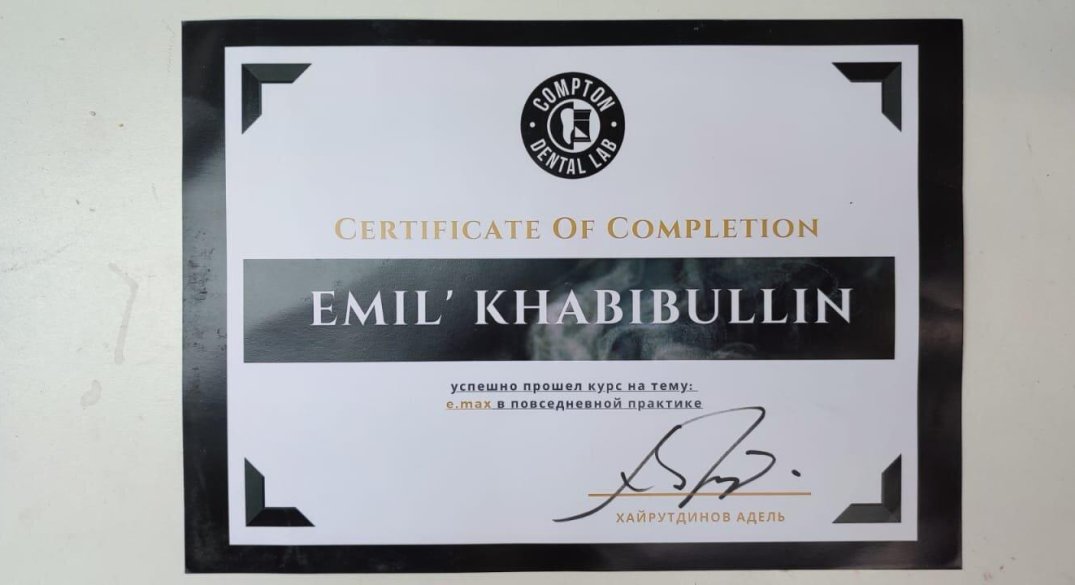 COMPTON
DENTAL LAB
CERTIFICATE OF COMPLETION
EMIL' KHABIBULLIN
успешно прошел курс на тему:
e.max в повседневной практике
ХАЙРУТДИНОВ АДЕЛЬ